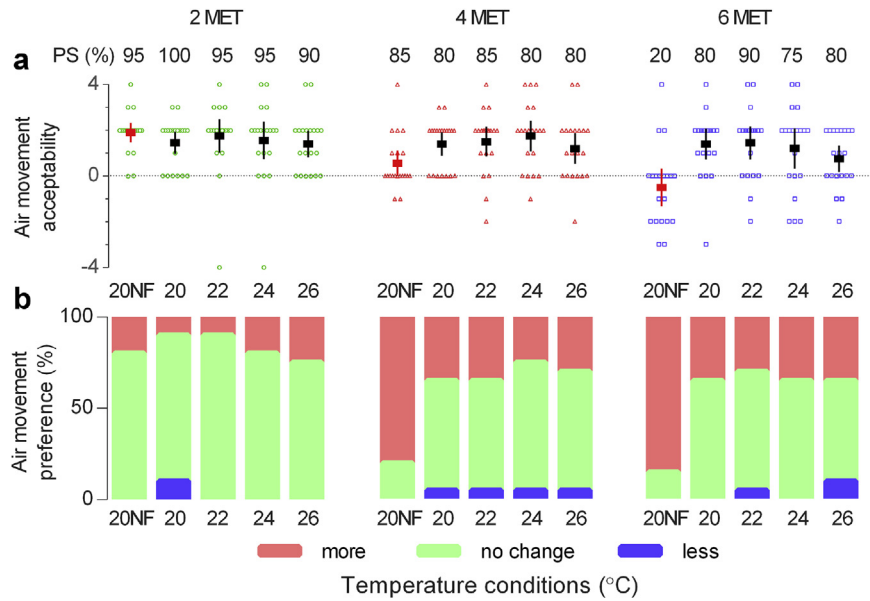 2 MET 4 MET 6 MET
a PS (%) 95 100 95 95 90 85 80 85 80 80 20 80 90 75 80
Air movement
acceptability
4
0
-4
20NF 20 22 24 26 20NF 20 22 24 26 20NF 20 22 24 26
b
Air movement
preference (%)
100
50
0
20NF 20 22 24 26 20NF 20 22 24 26 20NF 20 22 24 26
more no change less
Temperature conditions (°C)